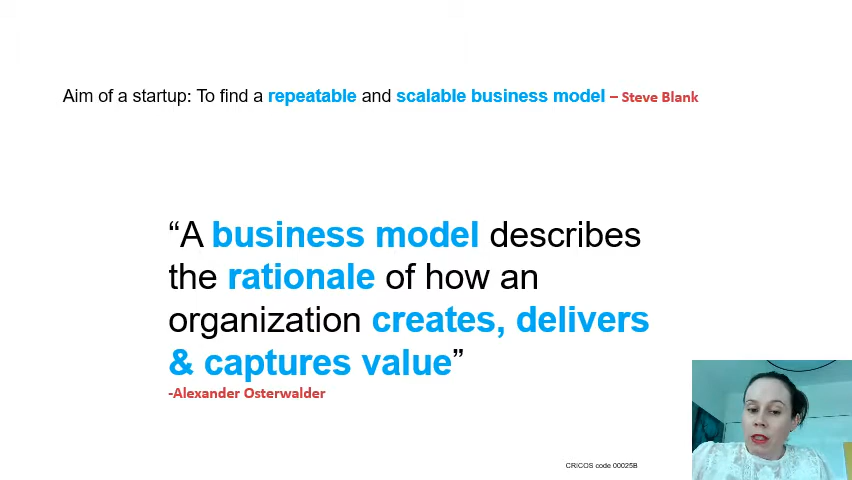 Aim of a startup: To find a repeatable and scalable business model – Steve Blank
“A business model describes
the rationale of how an
organization creates, delivers
& captures value”
-Alexander Osterwalder
CRICOS code 00025B